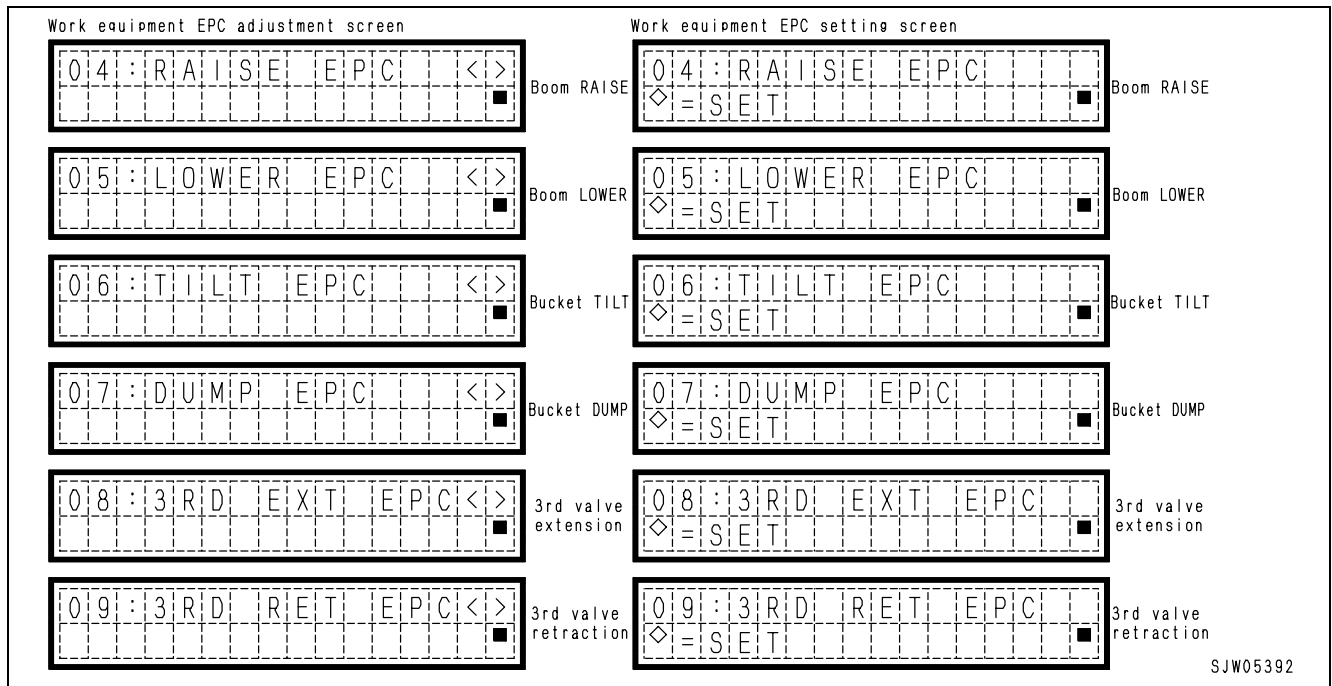 Work equipment EPC adjustment screen
Work equipment EPC setting screen
04:RAISE EPC <>
■
Boom RAISE
04:RAISE EPC
◇=SET ■
Boom RAISE
05:LOWER EPC <>
■
Boom LOWER
05:LOWER EPC
◇=SET ■
Boom LOWER
06:TILT EPC <>
■
Bucket TILT
06:TILT EPC
◇=SET ■
Bucket TILT
07:DUMP EPC <>
■
Bucket DUMP
07:DUMP EPC
◇=SET ■
Bucket DUMP
08:3RD EXT EPC<>
■
3rd valve
extension
08:3RD EXT EPC
◇=SET ■
3rd valve
extension
09:3RD RET EPC<>
■
3rd valve
retraction
09:3RD RET EPC
◇=SET ■
3rd valve
retraction
SJW05392